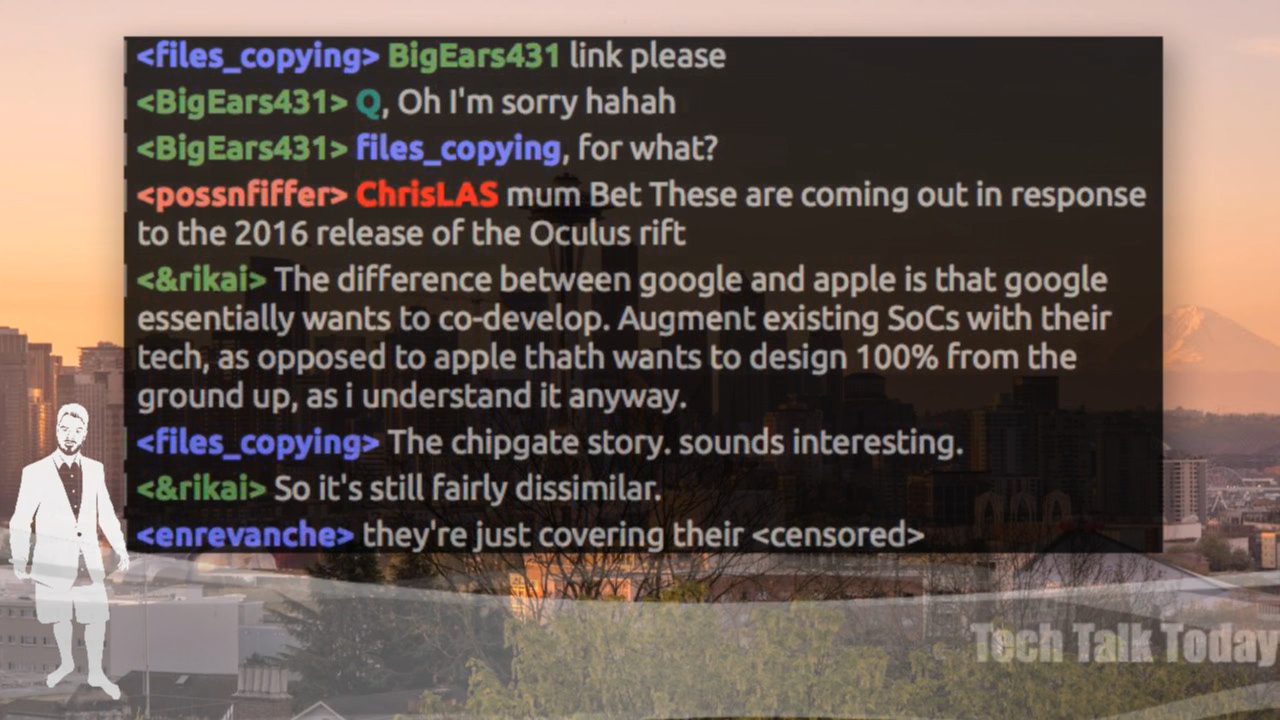 <files_copying> BigEars431 link please
<BigEars431> Q, Oh I'm sorry hahah
<BigEars431> files_copying, for what?
<possnfiffer> ChrisLAS mum Bet These are coming out in response
to the 2016 release of the Oculus rift
<&rikai> The difference between google and apple is that google
essentially wants to co-develop. Augment existing SoCs with their
tech, as opposed to apple thath wants to design 100% from the
ground up, as i understand it anyway.
<files_copying> The chipgate story. sounds interesting.
<&rikai> So it's still fairly dissimilar.
<enrevanche> they're just covering their <censored>
Tech Talk Today